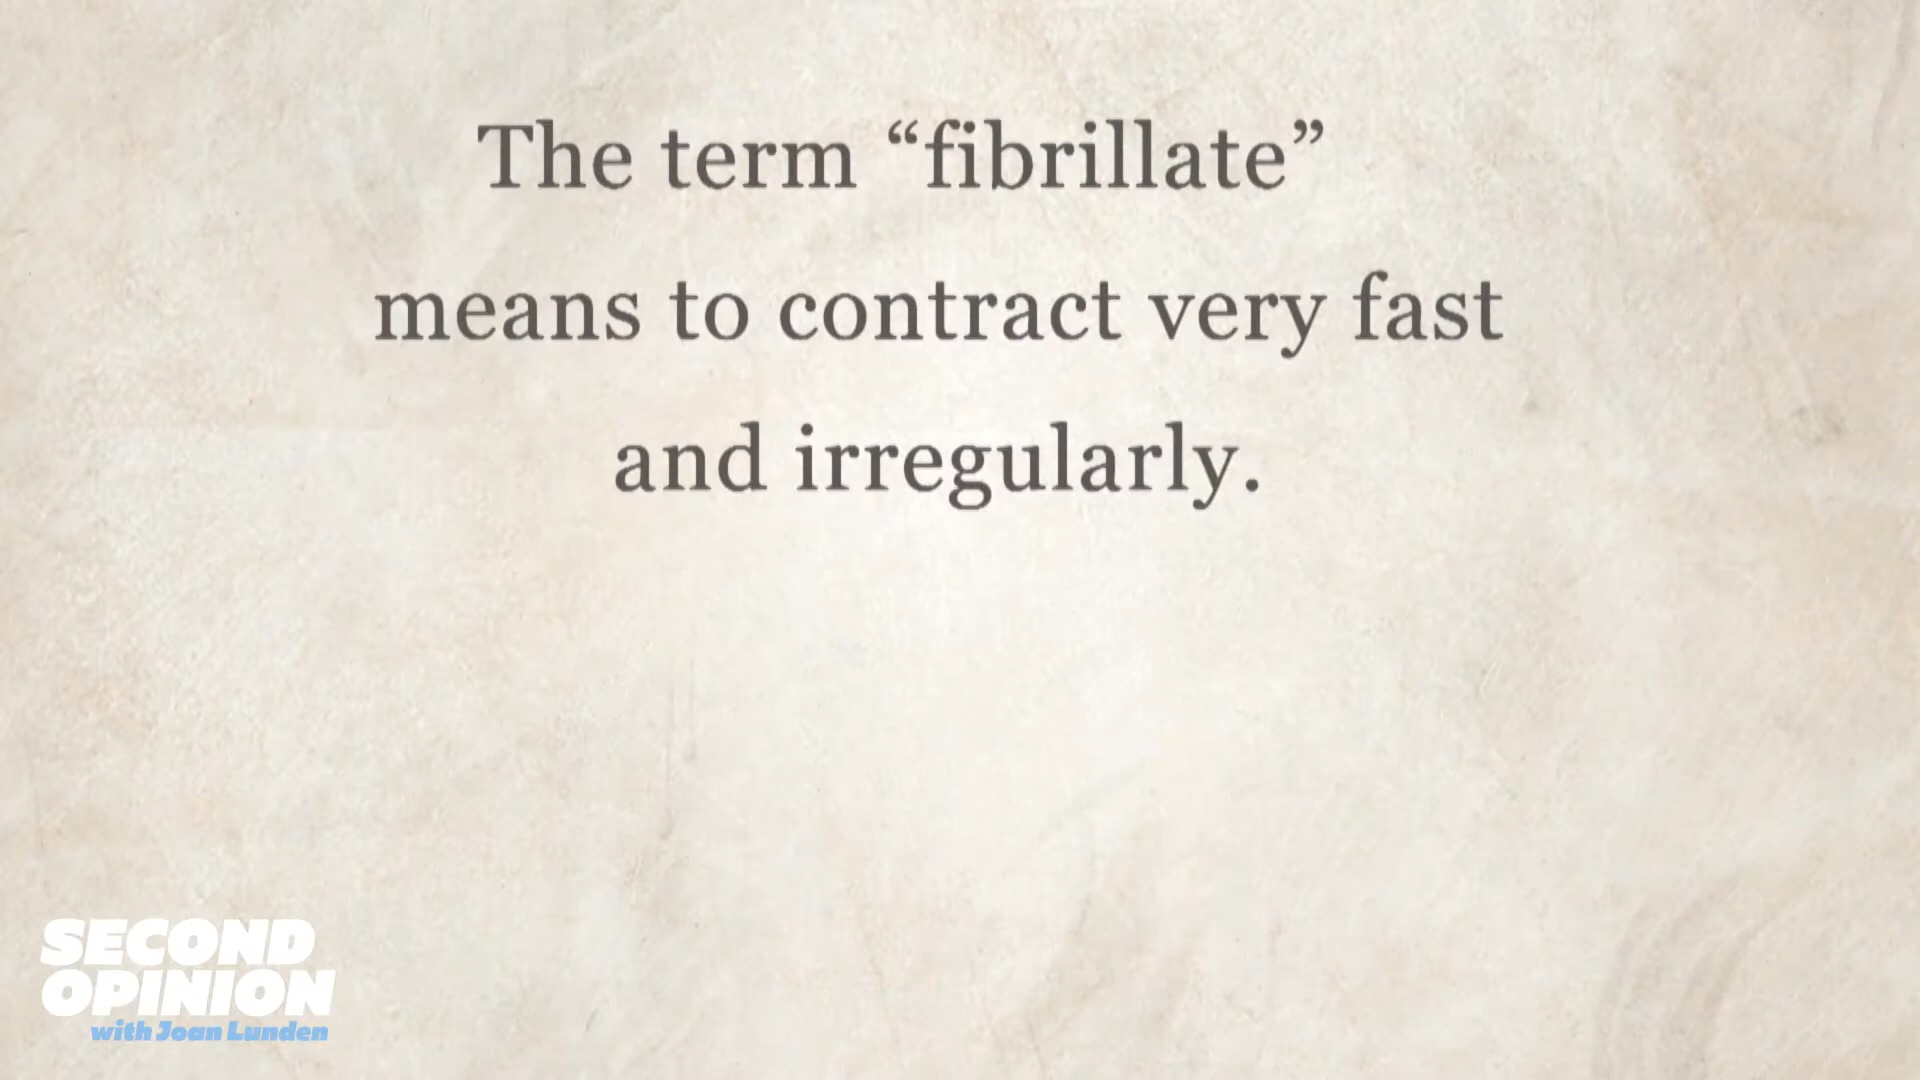 The term “fibrillate”
means to contract very fast
and irregularly.
SECOND
OPINION
with Joan Lunden